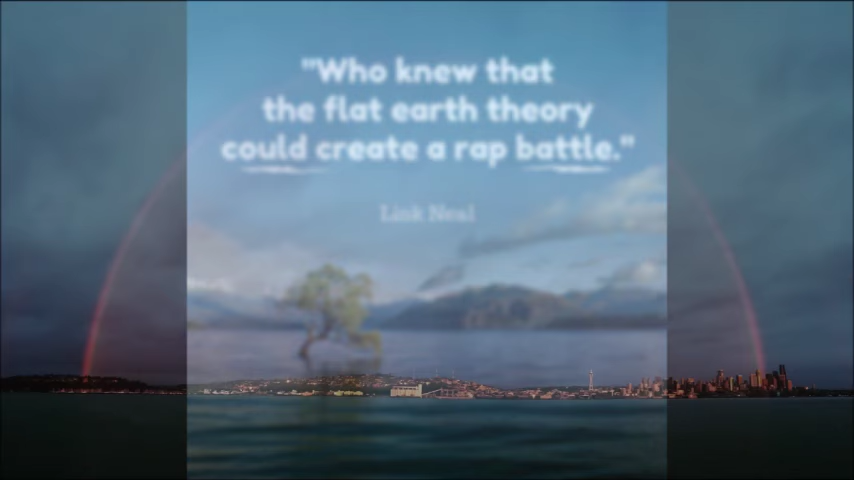 "Who knew that
the flat earth theory
could create a rap battle."
Link Neal